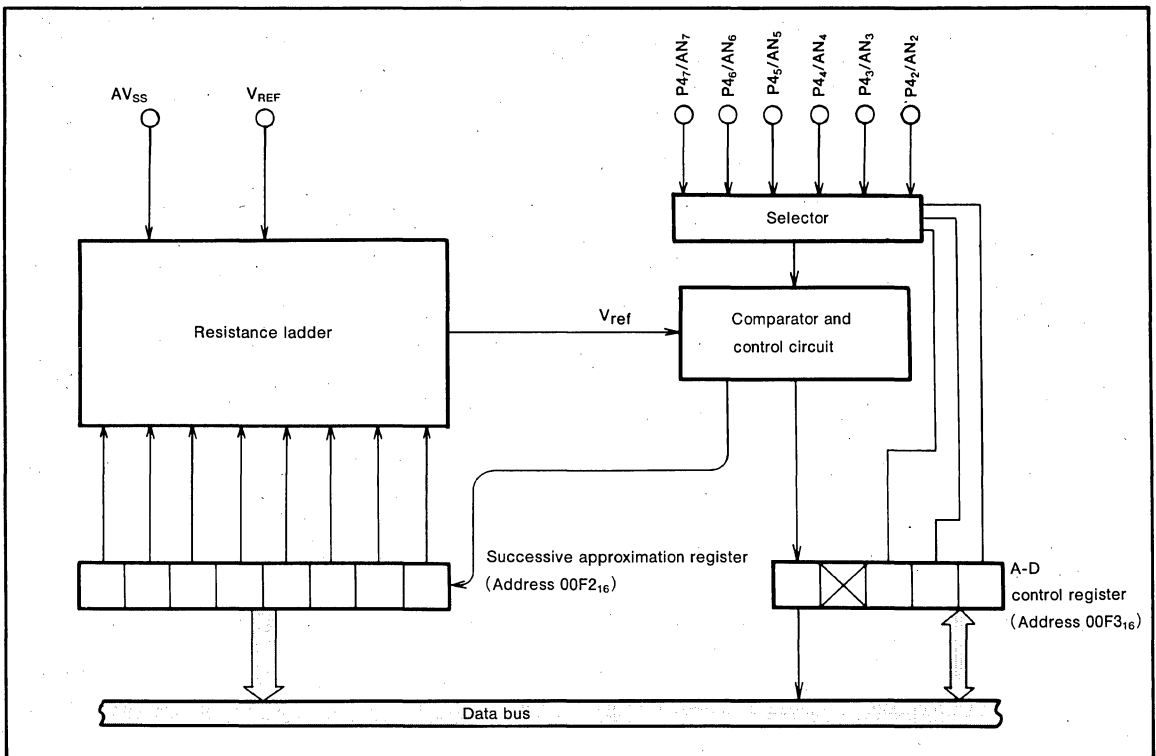 P4₇/AN₇
P4₆/AN₆
P4₅/AN₅
P4₄/AN₄
P4₃/AN₃
P4₂/AN₂
AVSS
VREF
Selector
Resistance ladder
Vref
Comparator and
control circuit
Successive approximation register
(Address 00F2₁₆)
A-D
control register
(Address 00F3₁₆)
Data bus